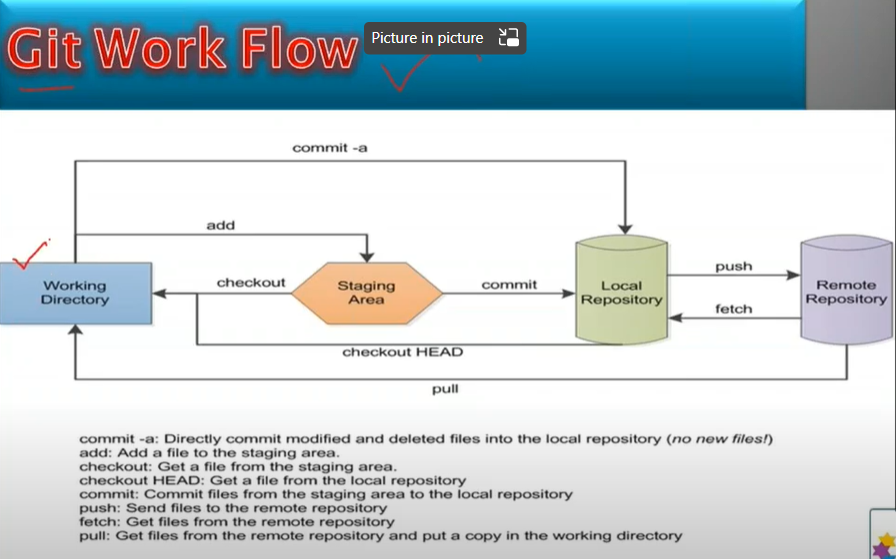 Git Work Flow
Picture in picture
commit -a
add
Working
Directory
checkout
Staging
Area
commit
Local
Repository
push
fetch
Remote
Repository
checkout HEAD
pull
commit -a: Directly commit modified and deleted files into the local repository (no new files!)
add: Add a file to the staging area.
checkout: Get a file from the staging area.
checkout HEAD: Get a file from the local repository
commit: Commit files from the staging area to the local repository
push: Send files to the remote repository
fetch: Get files from the remote repository
pull: Get files from the remote repository and put a copy in the working directory